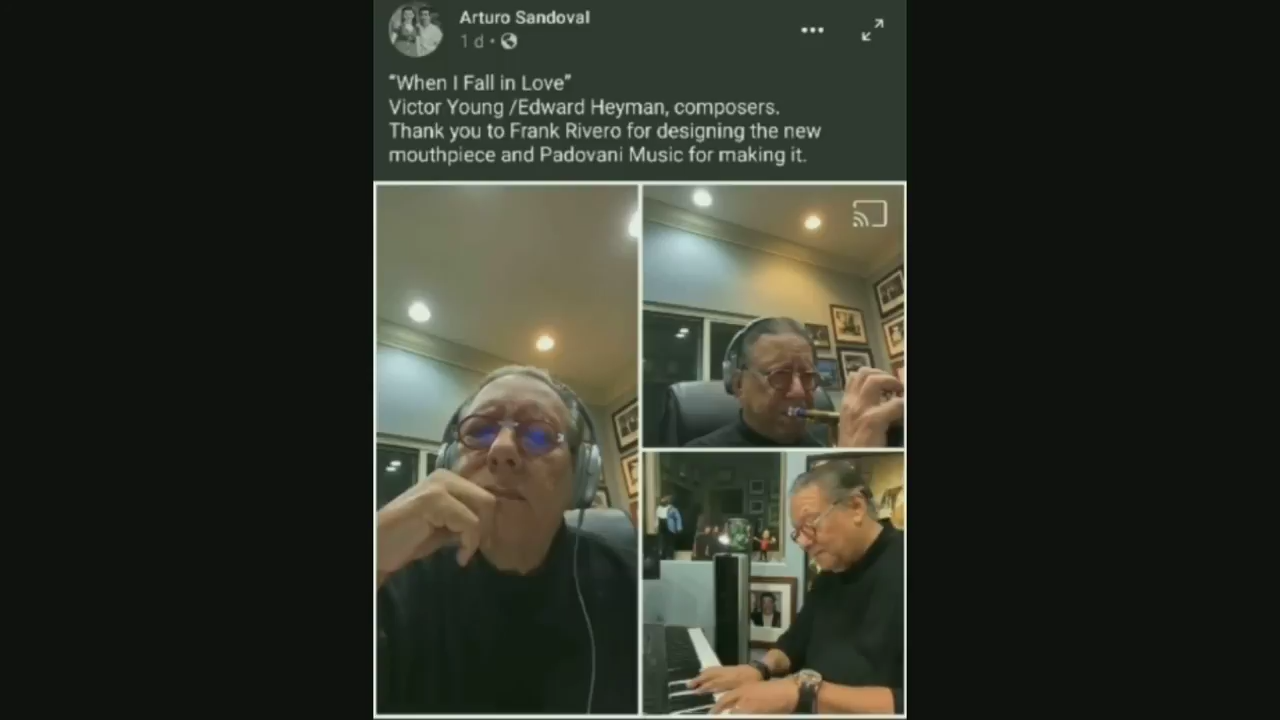 Arturo Sandoval
1 d •
“When I Fall in Love”
Victor Young /Edward Heyman, composers.
Thank you to Frank Rivero for designing the new
mouthpiece and Padovani Music for making it.